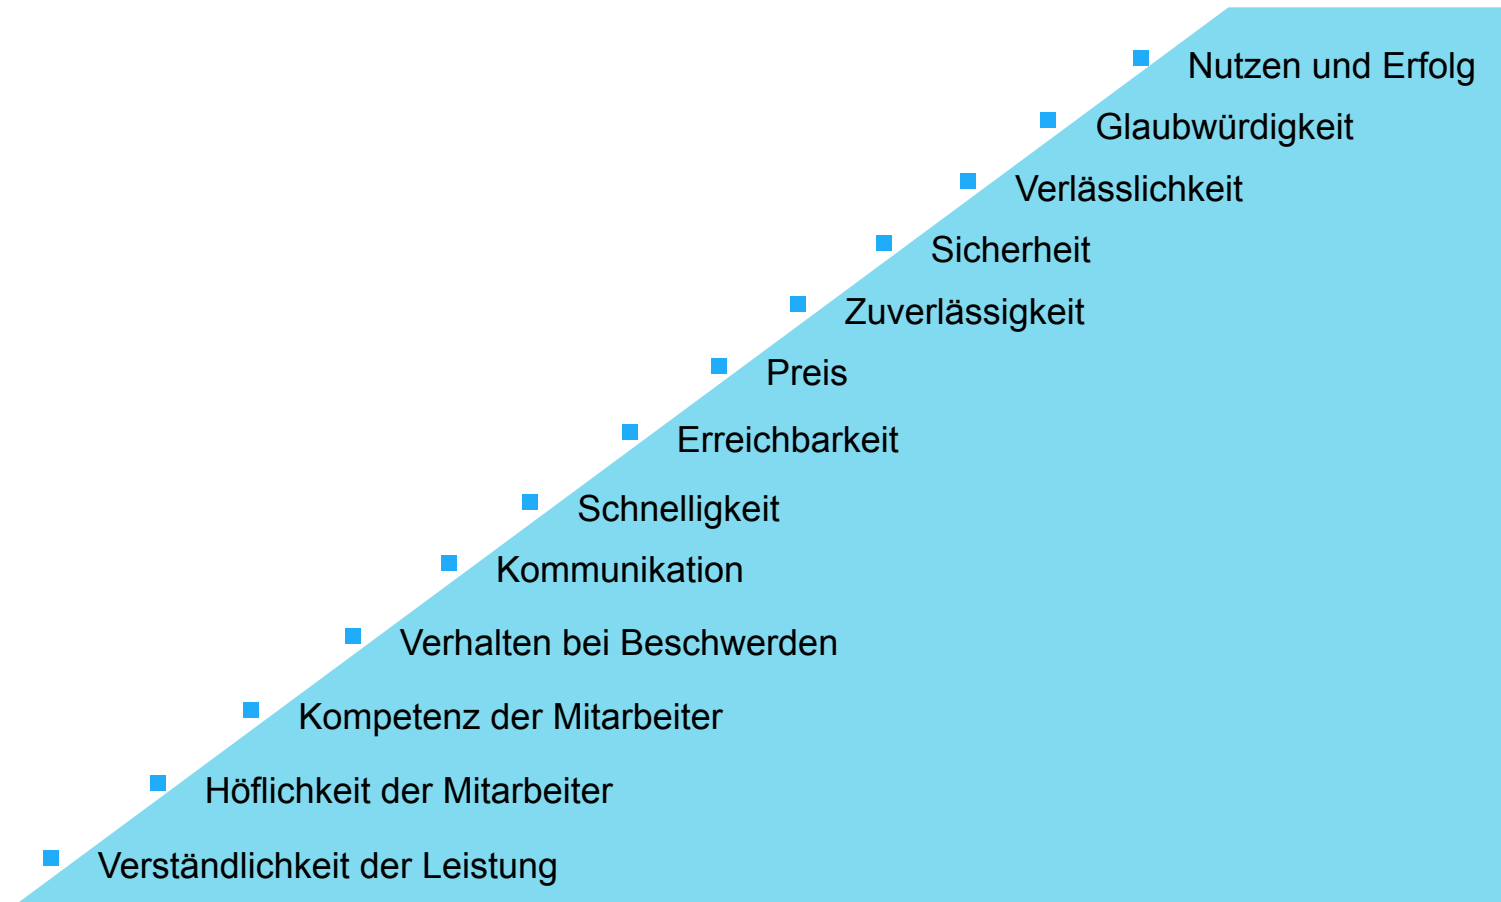 Nutzen und Erfolg
Glaubwürdigkeit
Verlässlichkeit
Sicherheit
Zuverlässigkeit
Preis
Erreichbarkeit
Schnelligkeit
Kommunikation
Verhalten bei Beschwerden
Kompetenz der Mitarbeiter
Höflichkeit der Mitarbeiter
Verständlichkeit der Leistung